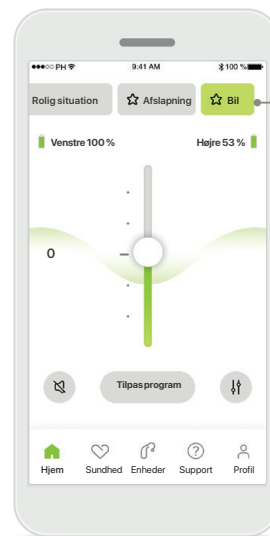 PH 9:41 AM 100 %
Rolig situation Afslapning Bil
Venstre 100 % Højre 53 %
0
Tilpas program
Hjem Sundhed Enheder Support Profil